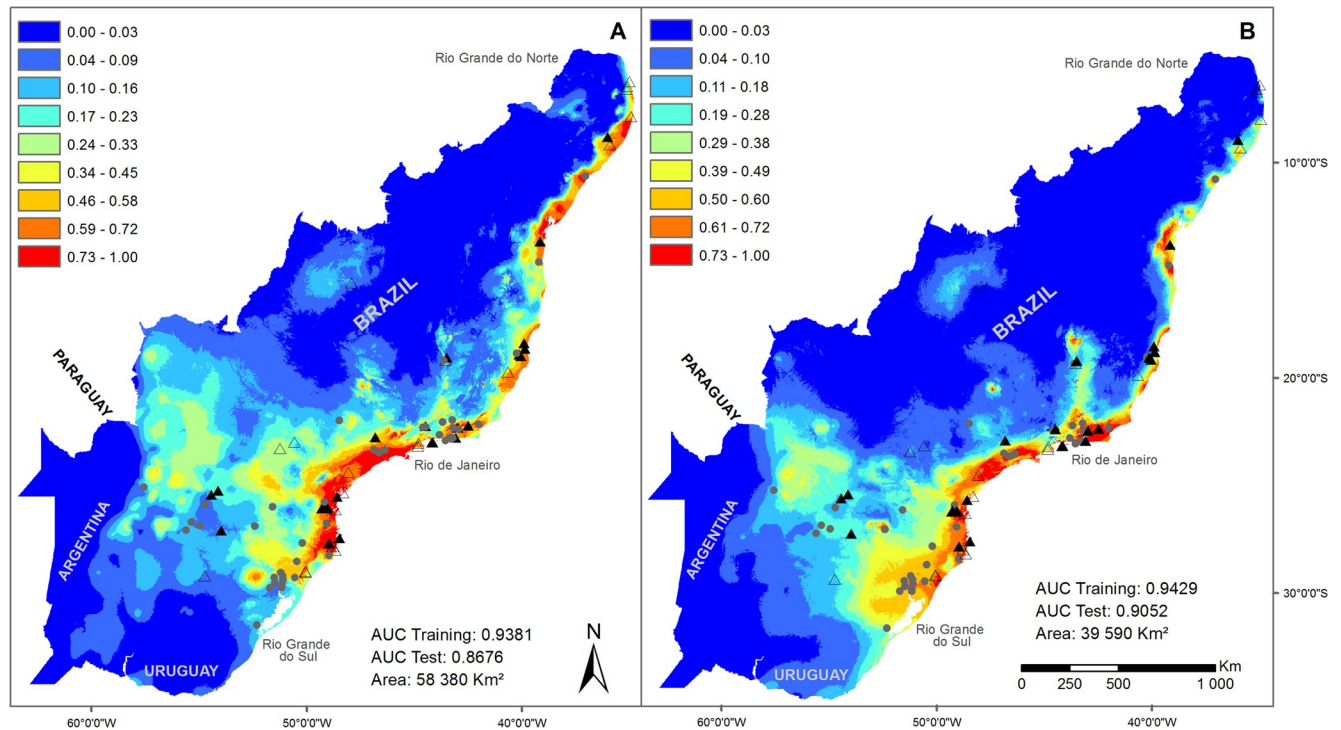 A
0.00 - 0.03
0.04 - 0.09
0.10 - 0.16
0.17 - 0.23
0.24 - 0.33
0.34 - 0.45
0.46 - 0.58
0.59 - 0.72
0.73 - 1.00
Rio Grande do Norte
BRAZIL
PARAGUAY
ARGENTINA
Rio de Janeiro
Rio Grande
do Sul
URUGUAY
AUC Training: 0.9381
AUC Test: 0.8676
Area: 58 380 Km²
N
60°0'0"W
50°0'0"W
40°0'0"W
B
0.00 - 0.03
0.04 - 0.10
0.11 - 0.18
0.19 - 0.28
0.29 - 0.38
0.39 - 0.49
0.50 - 0.60
0.61 - 0.72
0.73 - 1.00
Rio Grande do Norte
10°0'0"S
BRAZIL
PARAGUAY
20°0'0"S
ARGENTINA
Rio de Janeiro
30°0'0"S
Rio Grande
do Sul
URUGUAY
AUC Training: 0.9429
AUC Test: 0.9052
Area: 39 590 Km²
Km
0 250 500 1 000
60°0'0"W
50°0'0"W
40°0'0"W